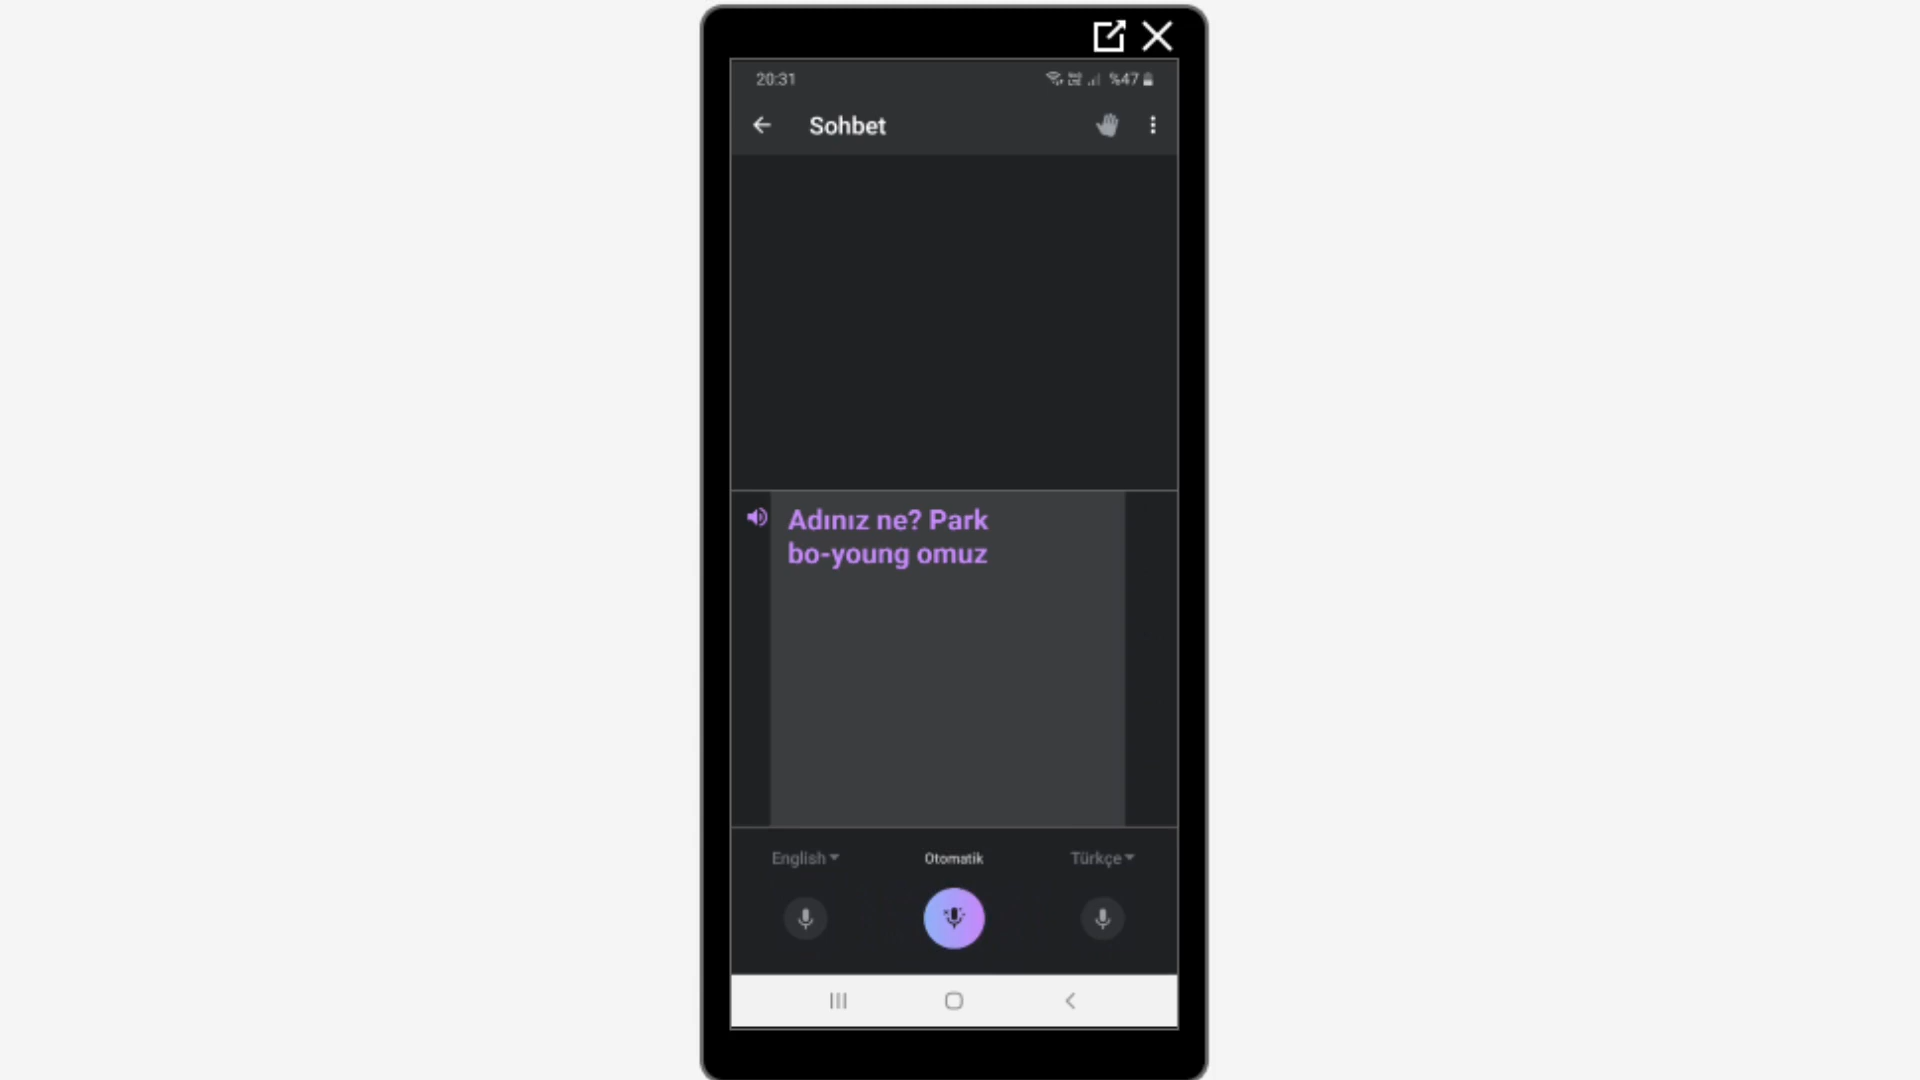 20:31
%47
Sohbet
Adınız ne? Park
bo-young omuz
English
Otomatik
Türkçe